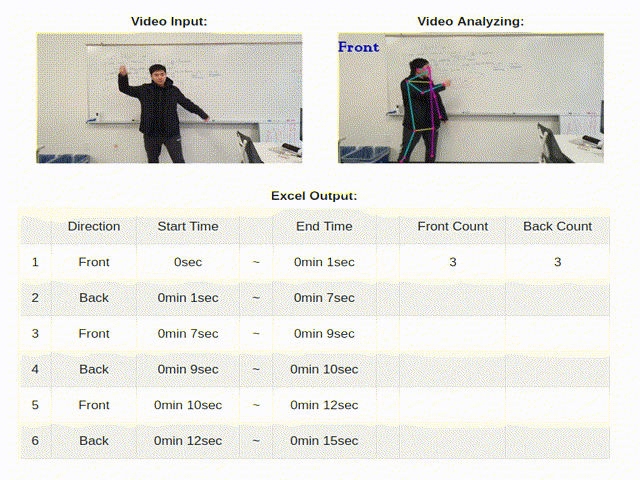 Video Input: Video Analyzing:
Front
Excel Output:
Direction Start Time End Time Front Count Back Count
1 Front 0sec ~ 0min 1sec 3 3
2 Back 0min 1sec ~ 0min 7sec
3 Front 0min 7sec ~ 0min 9sec
4 Back 0min 9sec ~ 0min 10sec
5 Front 0min 10sec ~ 0min 12sec
6 Back 0min 12sec ~ 0min 15sec